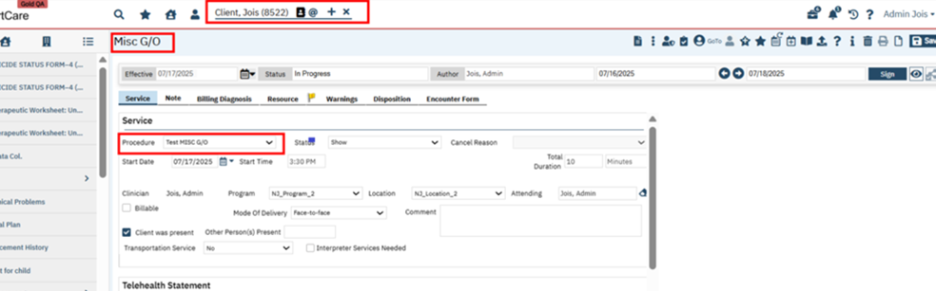 Gold QA
rtCare
Client, Jois (8522) @ + ×
? Admin Jois
Misc G/O
GoTo ? i Sav
CIDE STATUS FORM-4 (...
CIDE STATUS FORM-4 (...
erapeutic Worksheet: Un...
erapeutic Worksheet: Un...
ata Col.
ical Problems
al Plan
cement History
t for child
Effective 07/17/2025 Status In Progress Author Jois, Admin 07/16/2025 07/18/2025 Sign
Service Note Billing Diagnosis Resource Warnings Disposition Encounter Form
Service
Procedure Test MISC G/O Status Show Cancel Reason
Start Date 07/17/2025 Start Time 3:30 PM Total Duration 10 Minutes
Clinician Jois, Admin Program NJ_Program_2 Location NJ_Location_2 Attending Jois, Admin
Billable Mode Of Delivery Face-to-face Comment
Client was present Other Person(s) Present
Transportation Service No Interpreter Services Needed
Telehealth Statement